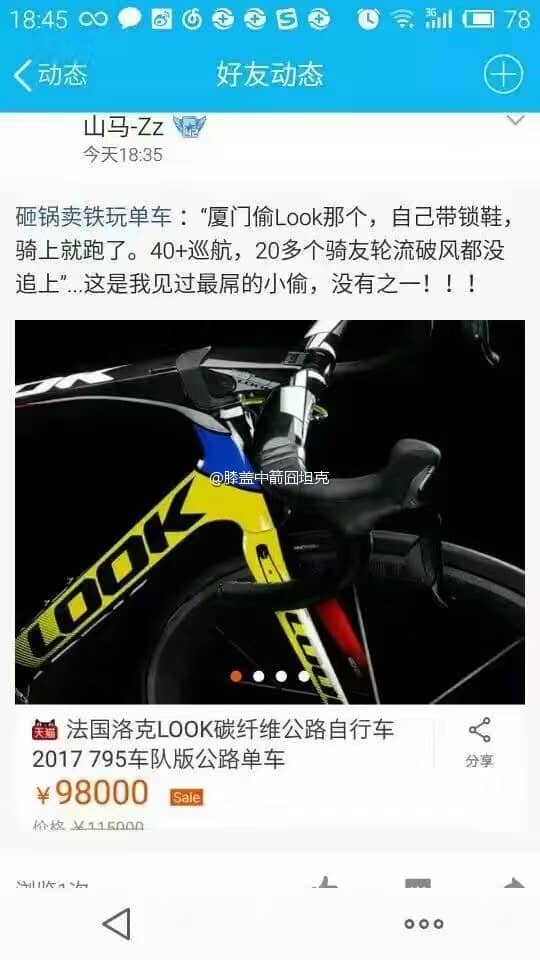 18:45
3G
78
动态
好友动态
山马-Zz
今天18:35
砸锅卖铁玩单车：“厦门偷Look那个，自己带锁鞋，
骑上就跑了。40+巡航，20多个骑友轮流破风都没
追上”...这是我见过最屌的小偷，没有之一！！！
LOOK
@膝盖中箭囧坦克
LOOK
天猫 法国洛克LOOK碳纤维公路自行车
2017 795车队版公路单车
分享
￥98000 Sale
价格 ￥115000
浏览1次